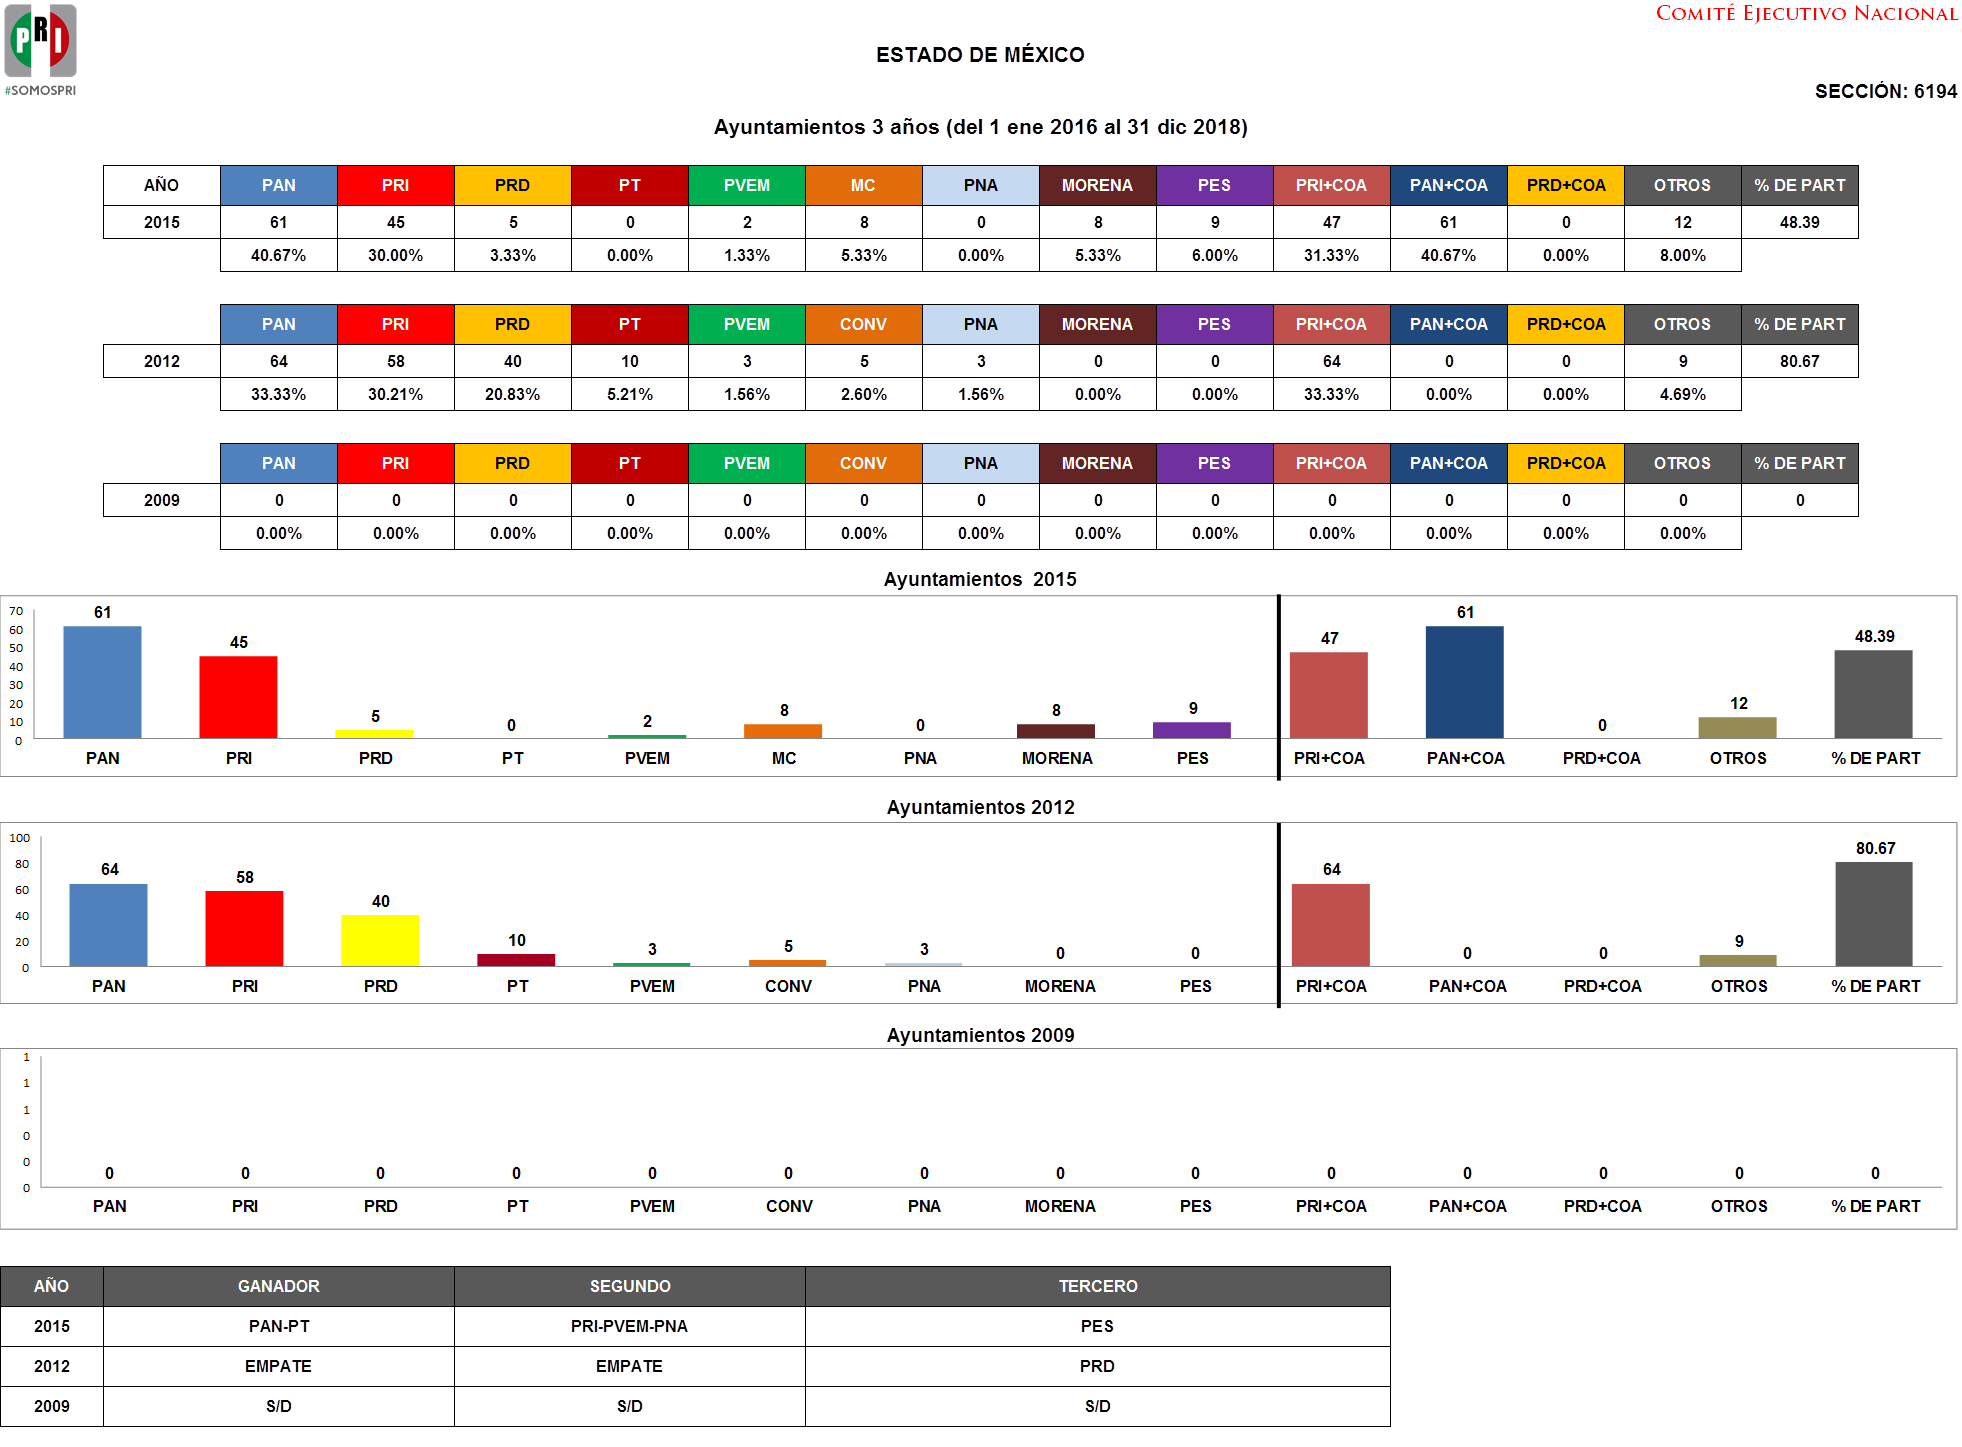 PRI
#SOMOSPRI
COMITÉ EJECUTIVO NACIONAL
ESTADO DE MÉXICO
SECCIÓN: 6194
Ayuntamientos 3 años (del 1 ene 2016 al 31 dic 2018)
AÑO PAN PRI PRD PT PVEM MC PNA MORENA PES PRI+COA PAN+COA PRD+COA OTROS % DE PART
2015 61 45 5 0 2 8 0 8 9 47 61 0 12 48.39
40.67% 30.00% 3.33% 0.00% 1.33% 5.33% 0.00% 5.33% 6.00% 31.33% 40.67% 0.00% 8.00%
PAN PRI PRD PT PVEM CONV PNA MORENA PES PRI+COA PAN+COA PRD+COA OTROS % DE PART
2012 64 58 40 10 3 5 3 0 0 64 0 0 9 80.67
33.33% 30.21% 20.83% 5.21% 1.56% 2.60% 1.56% 0.00% 0.00% 33.33% 0.00% 0.00% 4.69%
PAN PRI PRD PT PVEM CONV PNA MORENA PES PRI+COA PAN+COA PRD+COA OTROS % DE PART
2009 0 0 0 0 0 0 0 0 0 0 0 0 0 0
0.00% 0.00% 0.00% 0.00% 0.00% 0.00% 0.00% 0.00% 0.00% 0.00% 0.00% 0.00% 0.00%
Ayuntamientos 2015
70
60
50
40
30
20
10
0
61 45 5 0 2 8 0 8 9 47 61 0 12 48.39
PAN PRI PRD PT PVEM MC PNA MORENA PES PRI+COA PAN+COA PRD+COA OTROS % DE PART
Ayuntamientos 2012
100
80
60
40
20
0
64 58 40 10 3 5 3 0 0 64 0 0 9 80.67
PAN PRI PRD PT PVEM CONV PNA MORENA PES PRI+COA PAN+COA PRD+COA OTROS % DE PART
Ayuntamientos 2009
1
1
1
0
0
0
0 0 0 0 0 0 0 0 0 0 0 0 0 0
PAN PRI PRD PT PVEM CONV PNA MORENA PES PRI+COA PAN+COA PRD+COA OTROS % DE PART
AÑO GANADOR SEGUNDO TERCERO
2015 PAN-PT PRI-PVEM-PNA PES
2012 EMPATE EMPATE PRD
2009 S/D S/D S/D